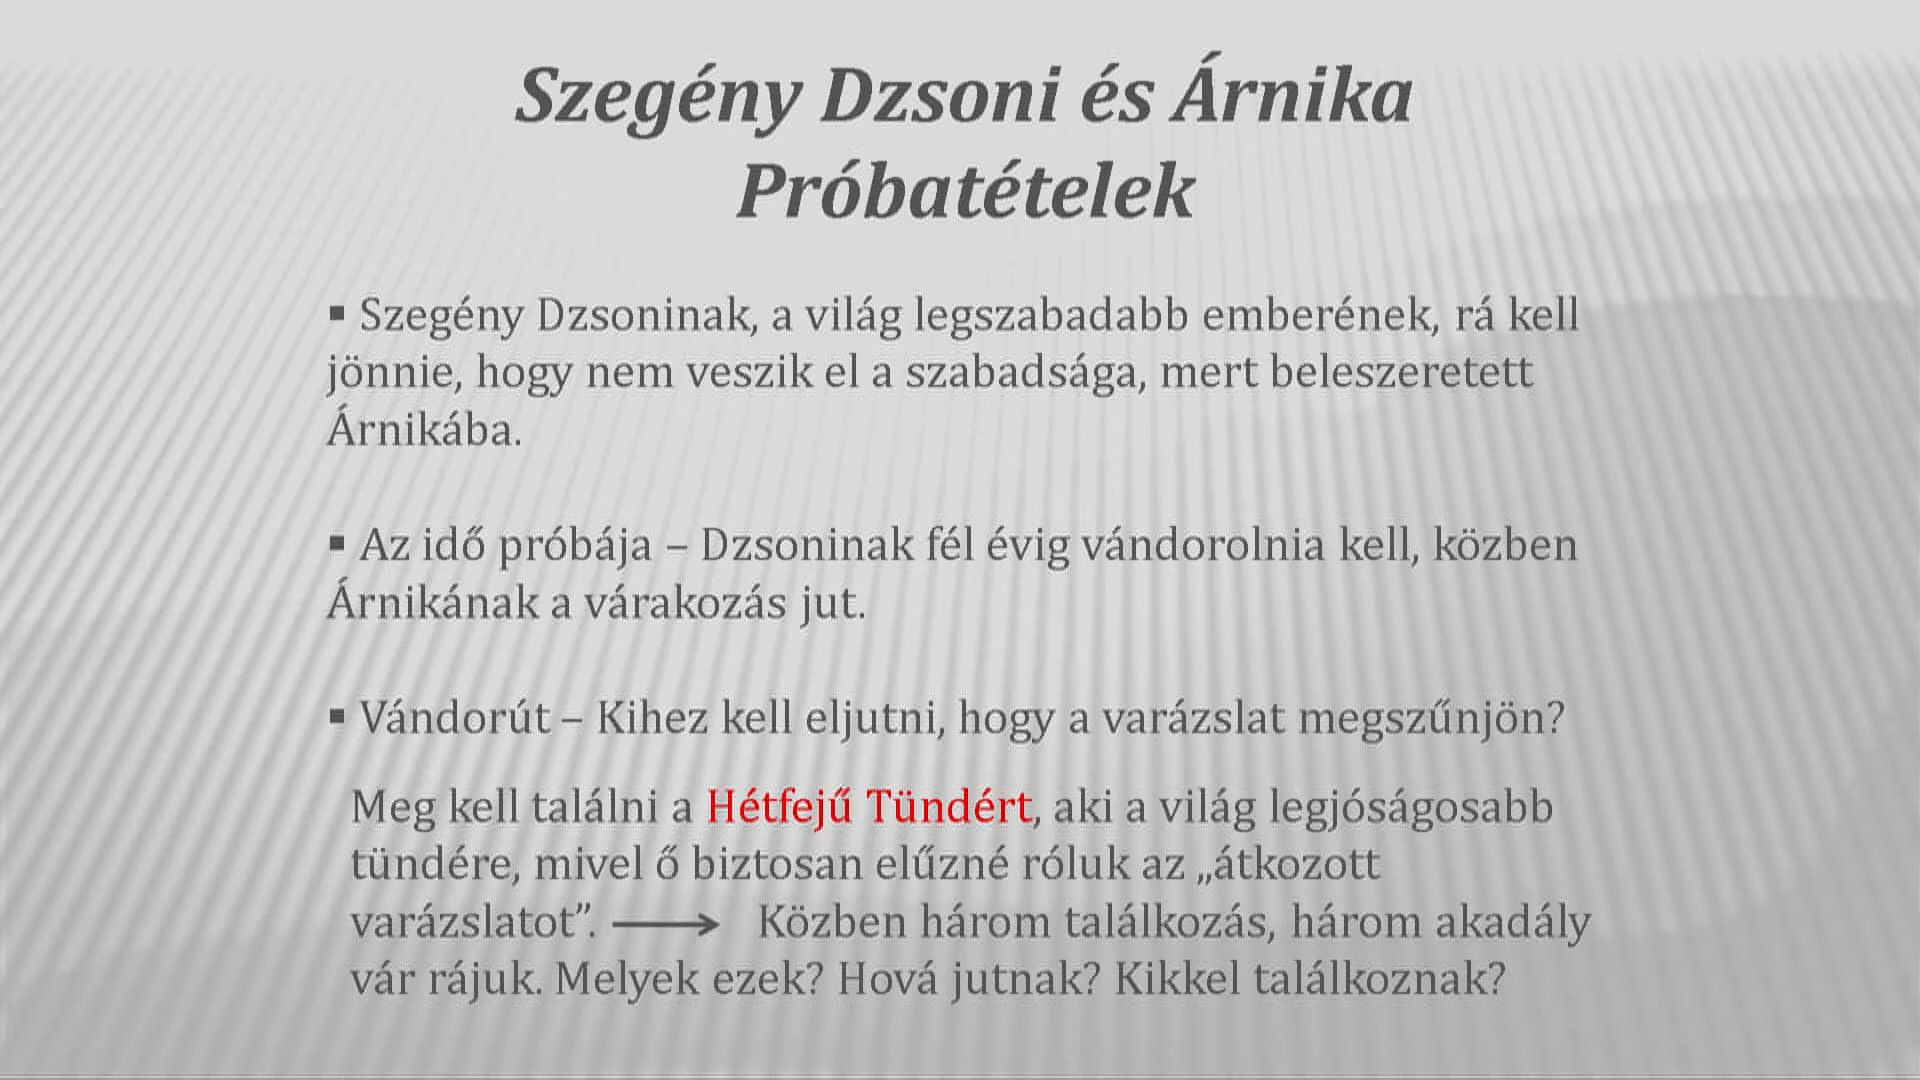 Szegény Dzsoni és Árnika
Próbatételek
▪ Szegény Dzsoninak, a világ legszabadabb emberének, rá kell
jönnie, hogy nem veszik el a szabadsága, mert beleszeretett
Árnikába.
▪ Az idő próbája – Dzsoninak fél évig vándorolnia kell, közben
Árnikának a várakozás jut.
▪ Vándorút – Kihez kell eljutni, hogy a varázslat megszűnjön?
Meg kell találni a Hétfejű Tündért, aki a világ legjóságosabb
tündére, mivel ő biztosan elűzné róluk az „átkozott
varázslatot”. ⟶ Közben három találkozás, három akadály
vár rájuk. Melyek ezek? Hová jutnak? Kikkel találkoznak?